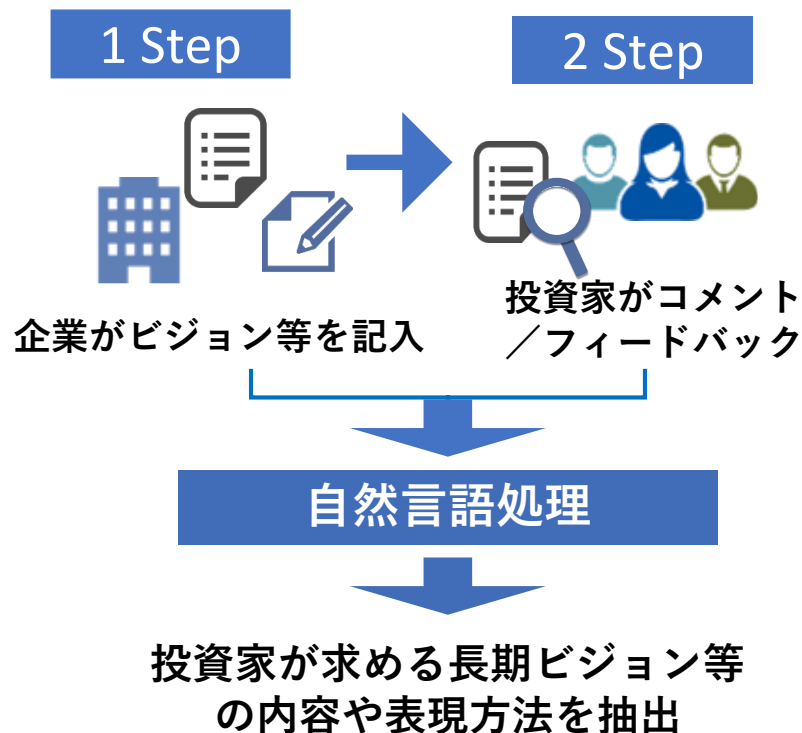 1 Step
2 Step
企業がビジョン等を記入
投資家がコメント
／フィードバック
自然言語処理
投資家が求める長期ビジョン等
の内容や表現方法を抽出